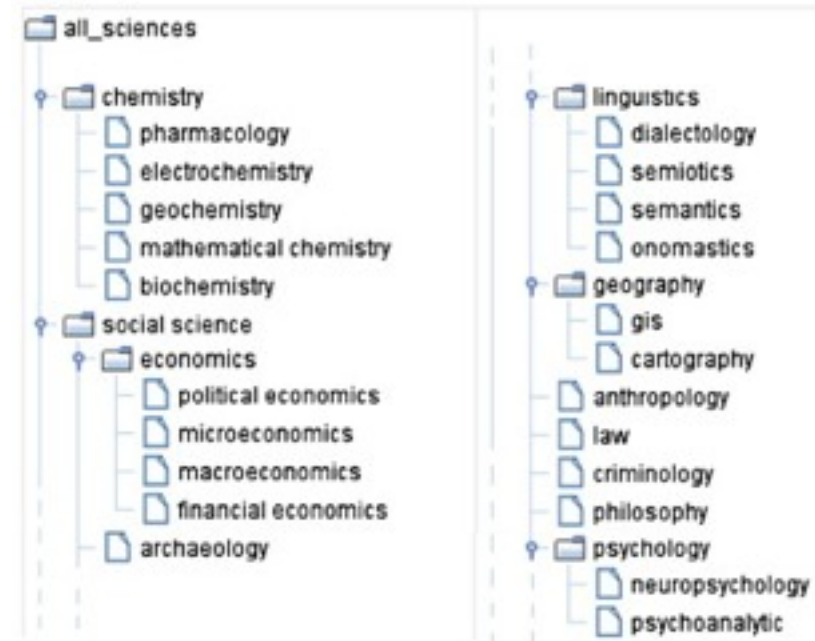 all_sciences
chemistry
pharmacology
electrochemistry
geochemistry
mathematical chemistry
biochemistry
social science
economics
political economics
microeconomics
macroeconomics
financial economics
archaeology
linguistics
dialectology
semiotics
semantics
onomastics
geography
gis
cartography
anthropology
law
criminology
philosophy
psychology
neuropsychology
psychoanalytic